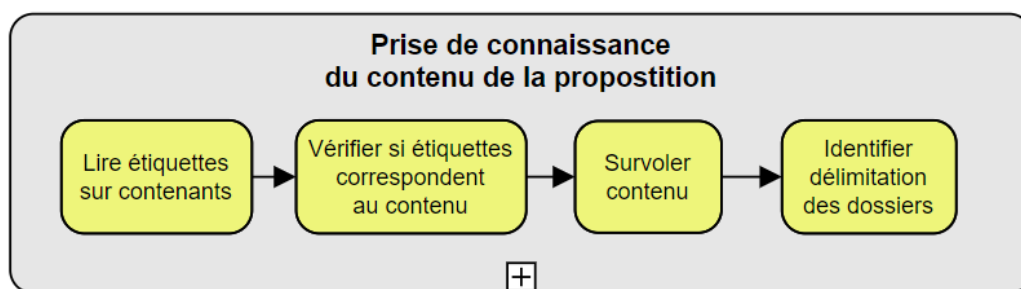 Prise de connaissance
du contenu de la propostition
Lire étiquettes
sur contenants
Vérifier si étiquettes
correspondent
au contenu
Survoler
contenu
Identifier
délimitation
des dossiers